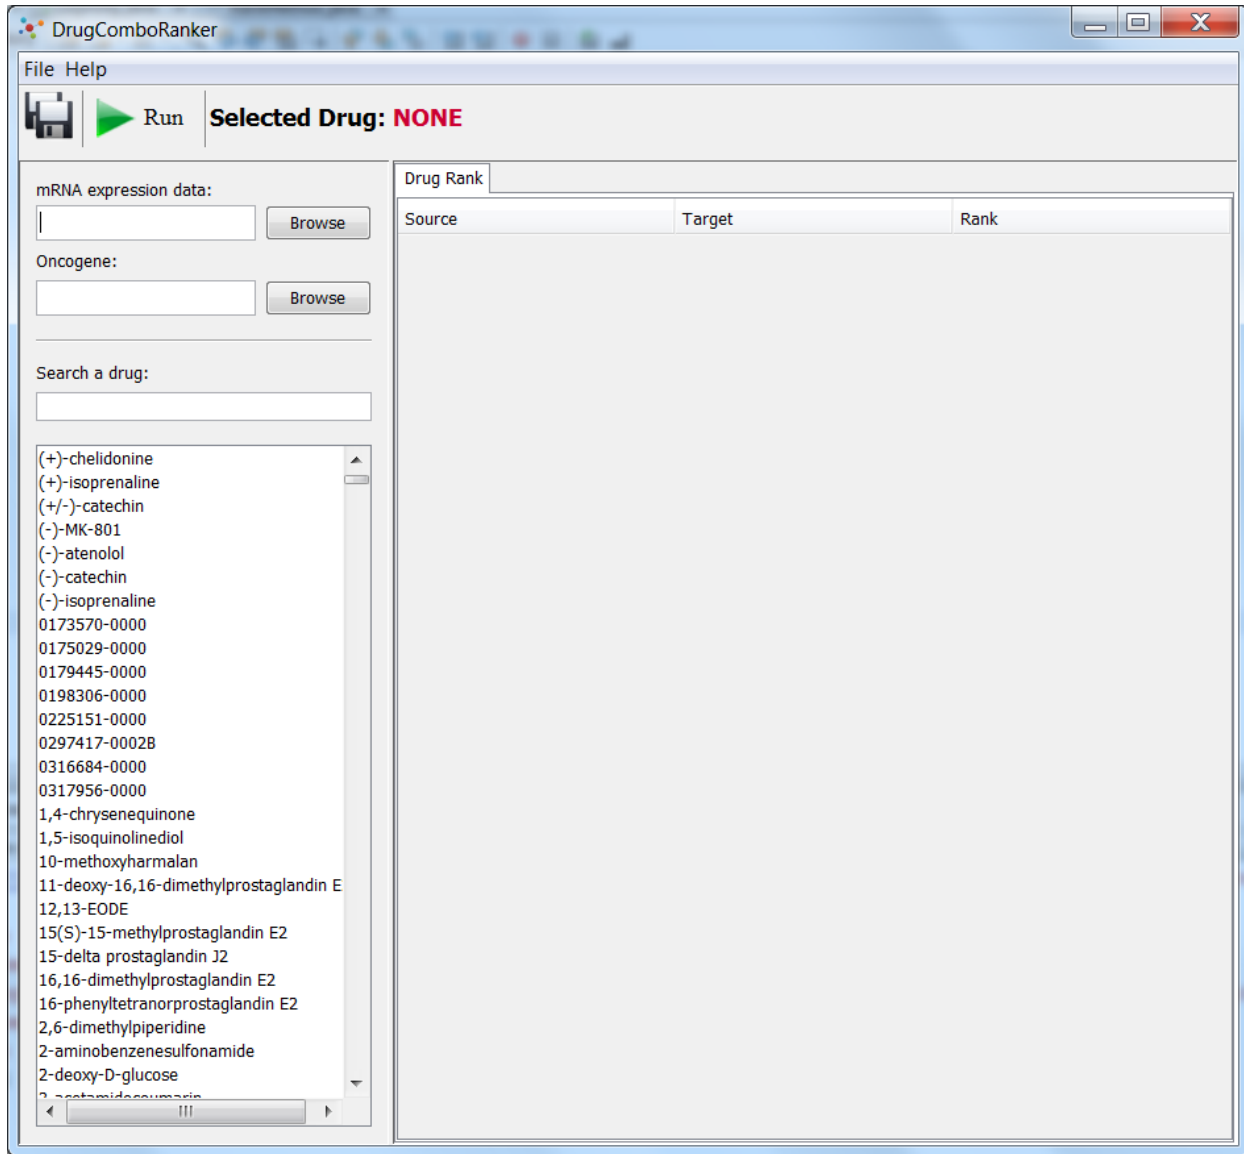 DrugComboRanker
File Help
Run
Selected Drug: NONE
mRNA expression data:
Browse
Oncogene:
Browse
Search a drug:
(+)-chelidonine
(+)-isoprenaline
(+/-)-catechin
(-)-MK-801
(-)-atenolol
(-)-catechin
(-)-isoprenaline
0173570-0000
0175029-0000
0179445-0000
0198306-0000
0225151-0000
0297417-0002B
0316684-0000
0317956-0000
1,4-chrysenequinone
1,5-isoquinolinediol
10-methoxyharmalan
11-deoxy-16,16-dimethylprostaglandin E
12,13-EODE
15(S)-15-methylprostaglandin E2
15-delta prostaglandin J2
16,16-dimethylprostaglandin E2
16-phenyltetranorprostaglandin E2
2,6-dimethylpiperidine
2-aminobenzenesulfonamide
2-deoxy-D-glucose
Drug Rank
Source Target Rank